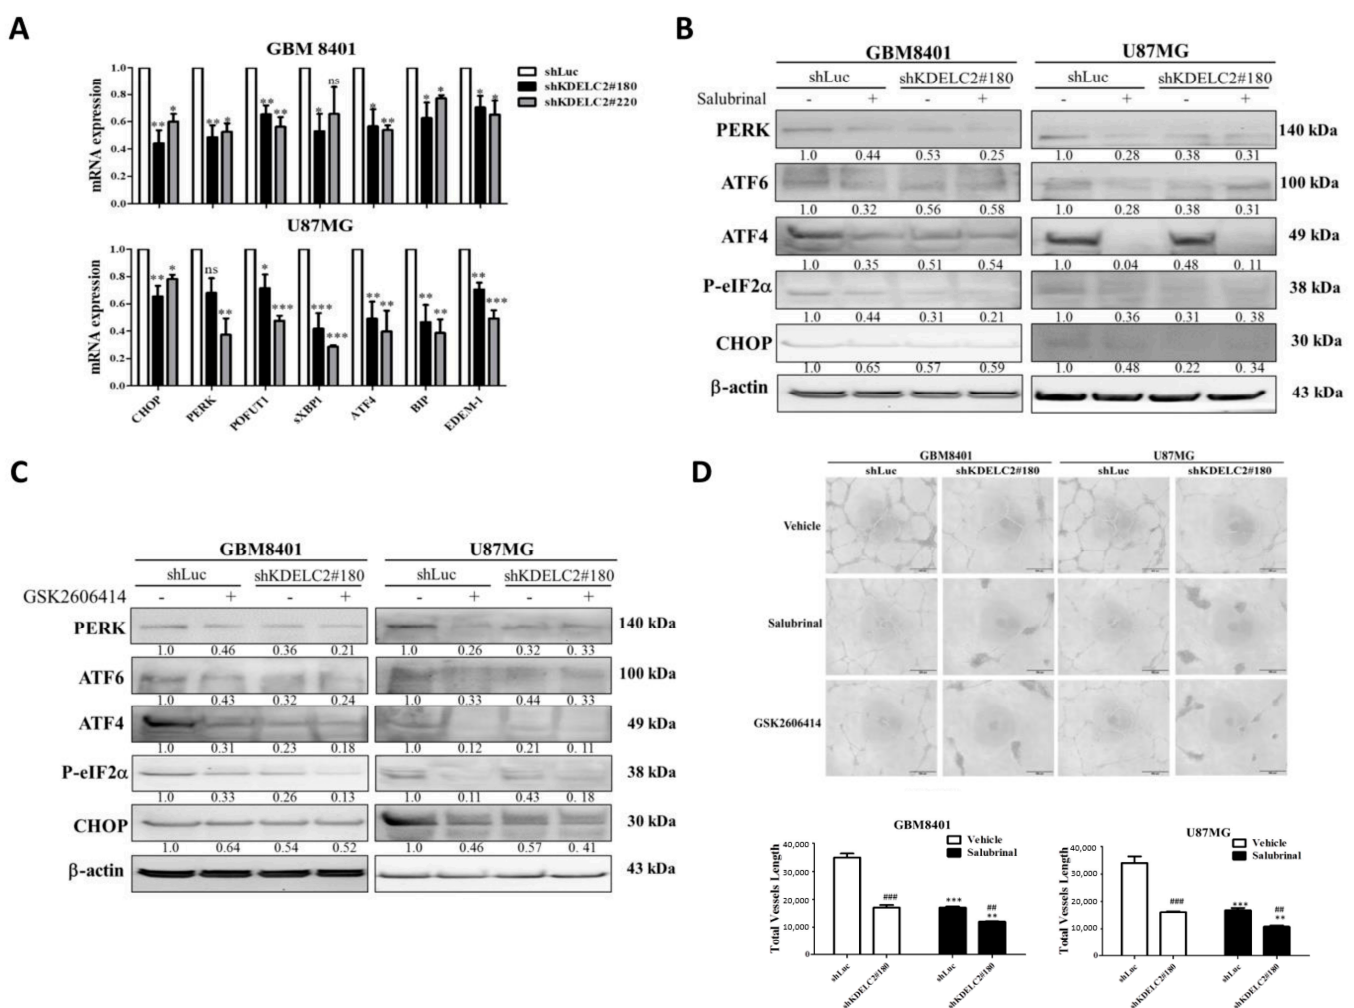 A
GBM 8401
mRNA expression
1.0
0.8
0.6
0.4
0.2
0.0
** * ** * ** ** * ns * ** * * * *
shLuc
shKDELC2#180
shKDELC2#220
U87MG
mRNA expression
1.0
0.8
0.6
0.4
0.2
0.0
** * ns ** * *** *** *** ** ** ** ** ** ***
CHOP PERK POFUT1 sXBP1 ATF4 BIP EDEM-1
B
GBM8401 U87MG
shLuc shKDELC2#180 shLuc shKDELC2#180
Salubrinal - + - + - + - +
PERK 140 kDa
1.0 0.44 0.53 0.25 1.0 0.28 0.38 0.31
ATF6 100 kDa
1.0 0.32 0.56 0.58 1.0 0.28 0.38 0.31
ATF4 49 kDa
1.0 0.35 0.51 0.54 1.0 0.04 0.48 0. 11
P-eIF2α 38 kDa
1.0 0.44 0.31 0.21 1.0 0.36 0.31 0. 38
CHOP 30 kDa
1.0 0.65 0.57 0.59 1.0 0.48 0.22 0. 34
β-actin 43 kDa
C
GBM8401 U87MG
shLuc shKDELC2#180 shLuc shKDELC2#180
GSK2606414 - + - + - + - +
PERK 140 kDa
1.0 0.46 0.36 0.21 1.0 0.26 0.32 0. 33
ATF6 100 kDa
1.0 0.43 0.32 0.24 1.0 0.33 0.44 0.33
ATF4 49 kDa
1.0 0.31 0.23 0.18 1.0 0.12 0.21 0. 11
P-eIF2α 38 kDa
1.0 0.33 0.26 0.13 1.0 0.11 0.43 0. 18
CHOP 30 kDa
1.0 0.64 0.54 0.52 1.0 0.46 0.57 0. 41
β-actin 43 kDa
D
GBM8401 U87MG
shLuc shKDELC2#180 shLuc shKDELC2#180
Vehicle
Salubrinal
GSK2606414
GBM8401
Vehicle
Salubrinal
Total Vessels Length
40,000
30,000
20,000
10,000
0
### *** ## **
shLuc shKDELC2#180 shLuc shKDELC2#180
U87MG
Vehicle
Salubrinal
Total Vessels Length
40,000
30,000
20,000
10,000
0
### *** ## **
shLuc shKDELC2#180 shLuc shKDELC2#180